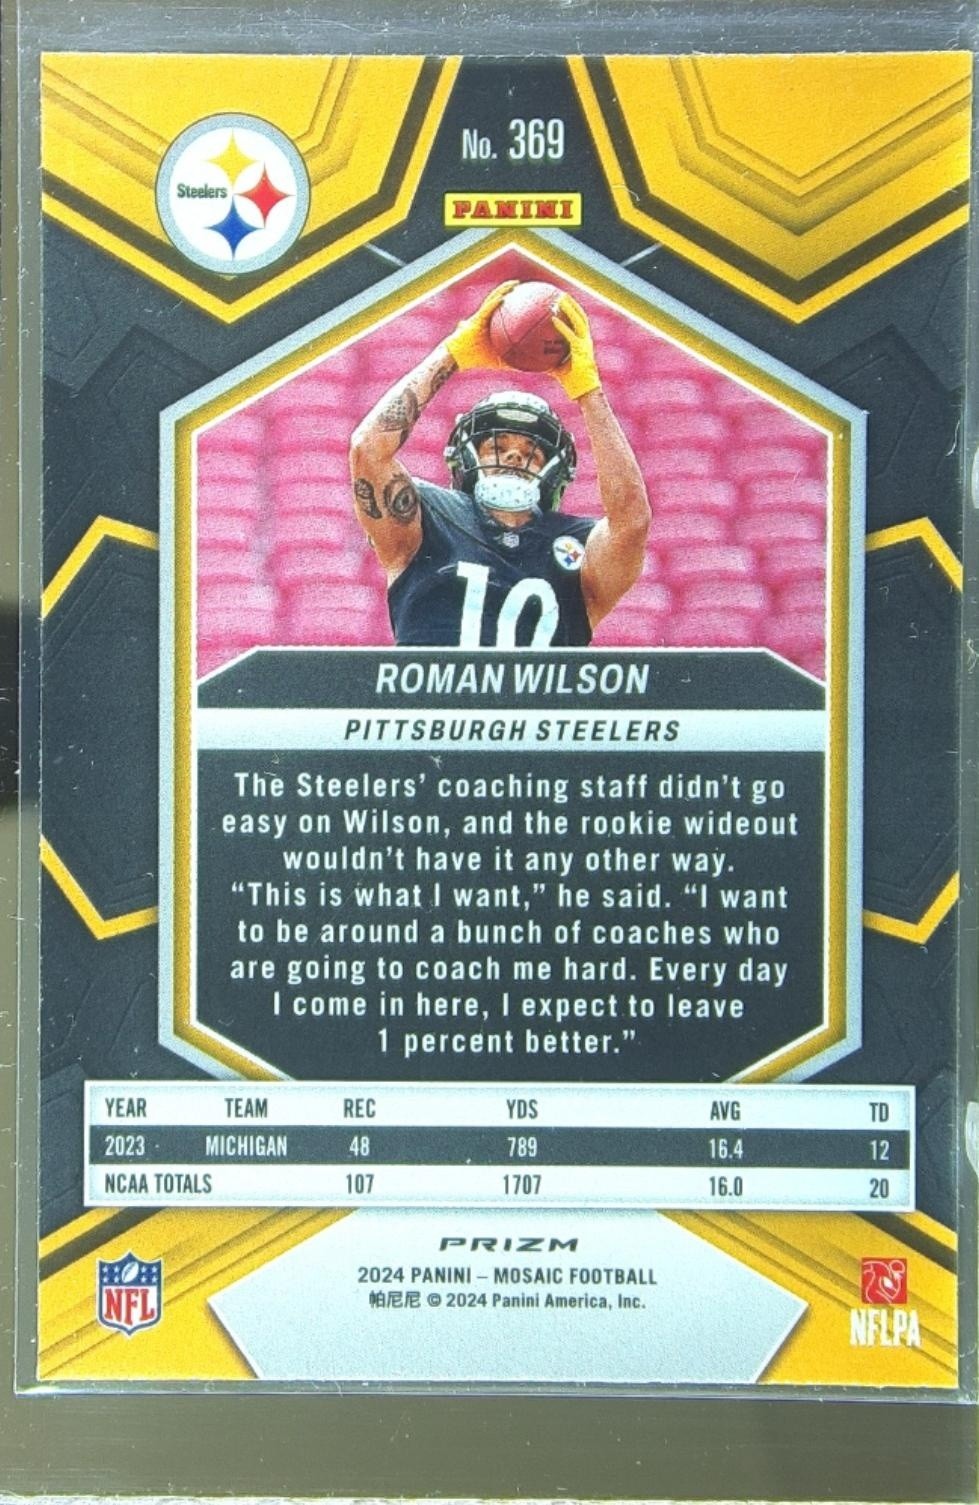 No. 369
Steelers
PANINI
10
ROMAN WILSON
PITTSBURGH STEELERS
The Steelers’ coaching staff didn’t go
easy on Wilson, and the rookie wideout
wouldn’t have it any other way.
“This is what I want,” he said. “I want
to be around a bunch of coaches who
are going to coach me hard. Every day
I come in here, I expect to leave
1 percent better.”
YEAR TEAM REC YDS AVG TD
2023 MICHIGAN 48 789 16.4 12
NCAA TOTALS 107 1707 16.0 20
PRIZM
2024 PANINI – MOSAIC FOOTBALL
帕尼尼 © 2024 Panini America, Inc.
NFL
NFLPA